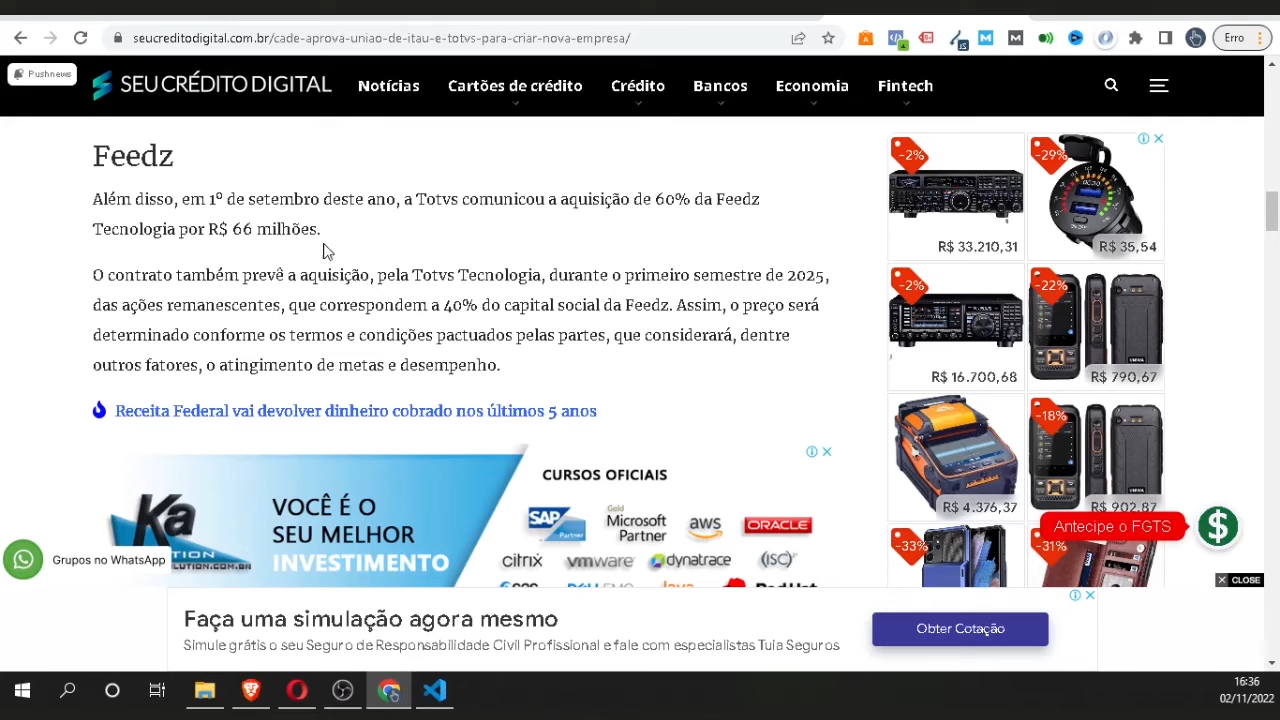 seucreditodigital.com.br/cade-aprova-uniao-de-itau-e-totvs-para-criar-nova-empresa/
Erro
Pushnews
SEU CRÉDITO DIGITAL
Notícias
Cartões de crédito
Crédito
Bancos
Economia
Fintech
Feedz
Além disso, em 1º de setembro deste ano, a Totvs comunicou a aquisição de 60% da Feedz
Tecnologia por R$ 66 milhões.
O contrato também prevê a aquisição, pela Totvs Tecnologia, durante o primeiro semestre de 2025,
das ações remanescentes, que correspondem a 40% do capital social da Feedz. Assim, o preço será
determinado conforme os termos e condições pactuados pelas partes, que considerará, dentre
outros fatores, o atingimento de metas e desempenho.
Receita Federal vai devolver dinheiro cobrado nos últimos 5 anos
-2%
R$ 33.210,31
-29%
R$ 35,54
-2%
R$ 16.700,68
-22%
R$ 790,67
R$ 4.376,37
-18%
R$ 902,87
-33%
-31%
Antecipe o FGTS
$
Ka
VOCÊ É O
SEU MELHOR
INVESTIMENTO
CURSOS OFICIAIS
SAP
Partner
Gold
Microsoft
Partner
aws
ORACLE
citrix
vmware
dynatrace
(ISC)²
Grupos no WhatsApp
CLOSE
Faça uma simulação agora mesmo
Simule grátis o seu Seguro de Responsabilidade Civil Profissional e fale com especialistas Tuia Seguros
Obter Cotação
16:36
02/11/2022